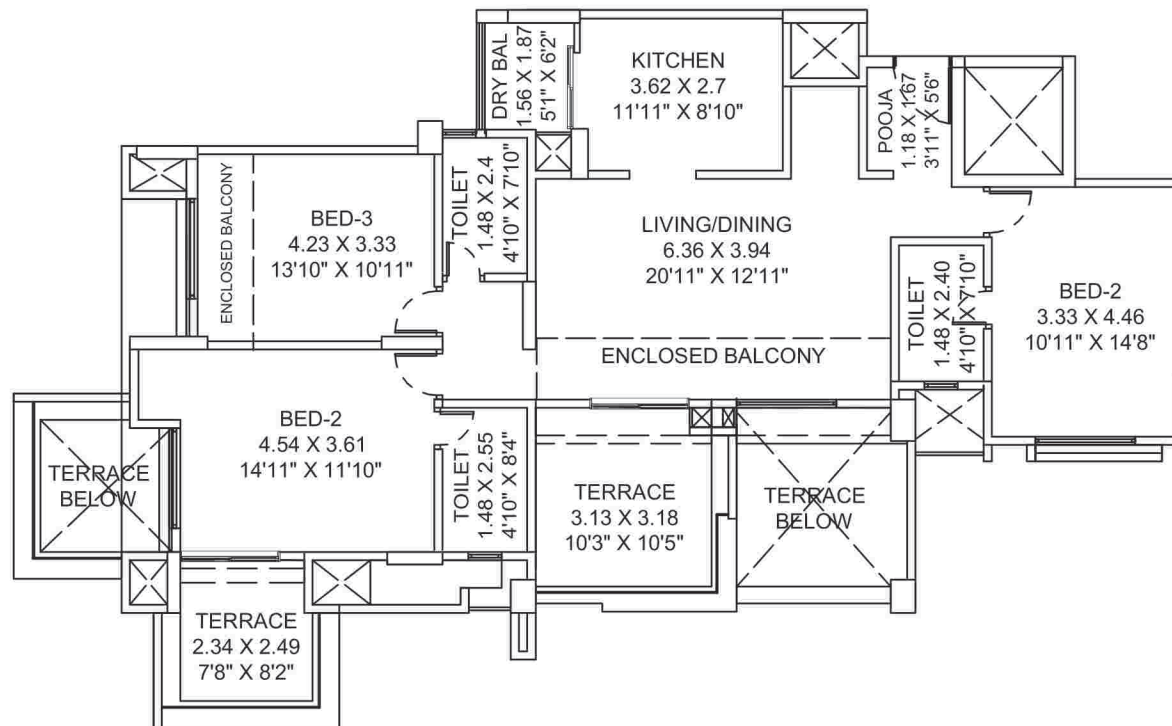 DRY BAL
1.56 X 1.87
5'1" X 6'2"
KITCHEN
3.62 X 2.7
11'11" X 8'10"
POOJA
1.18 X 1.67
3'11" X 5'6"
ENCLOSED BALCONY
BED-3
4.23 X 3.33
13'10" X 10'11"
TOILET
1.48 X 2.4
4'10" X 7'10"
LIVING/DINING
6.36 X 3.94
20'11" X 12'11"
TOILET
1.48 X 2.40
4'10" X 7'10"
BED-2
3.33 X 4.46
10'11" X 14'8"
ENCLOSED BALCONY
BED-2
4.54 X 3.61
14'11" X 11'10"
TERRACE
BELOW
TOILET
1.48 X 2.55
4'10" X 8'4"
TERRACE
3.13 X 3.18
10'3" X 10'5"
TERRACE
BELOW
TERRACE
2.34 X 2.49
7'8" X 8'2"